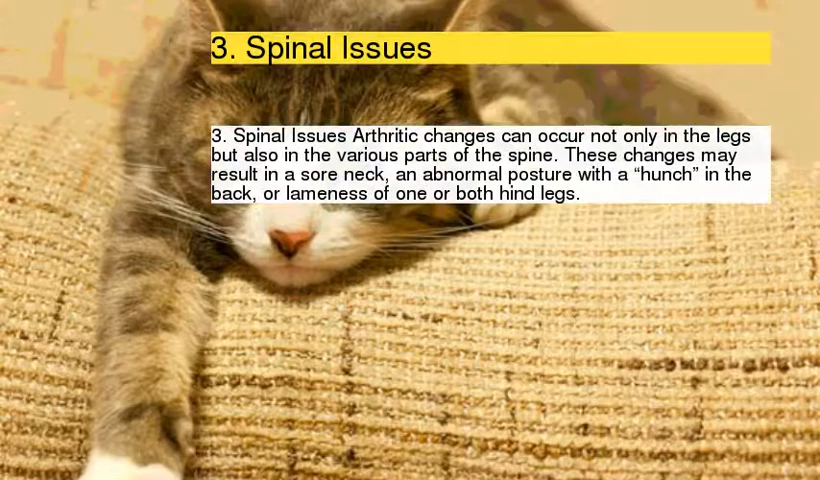 3. Spinal Issues
3. Spinal Issues Arthritic changes can occur not only in the legs
but also in the various parts of the spine. These changes may
result in a sore neck, an abnormal posture with a “hunch” in the
back, or lameness of one or both hind legs.